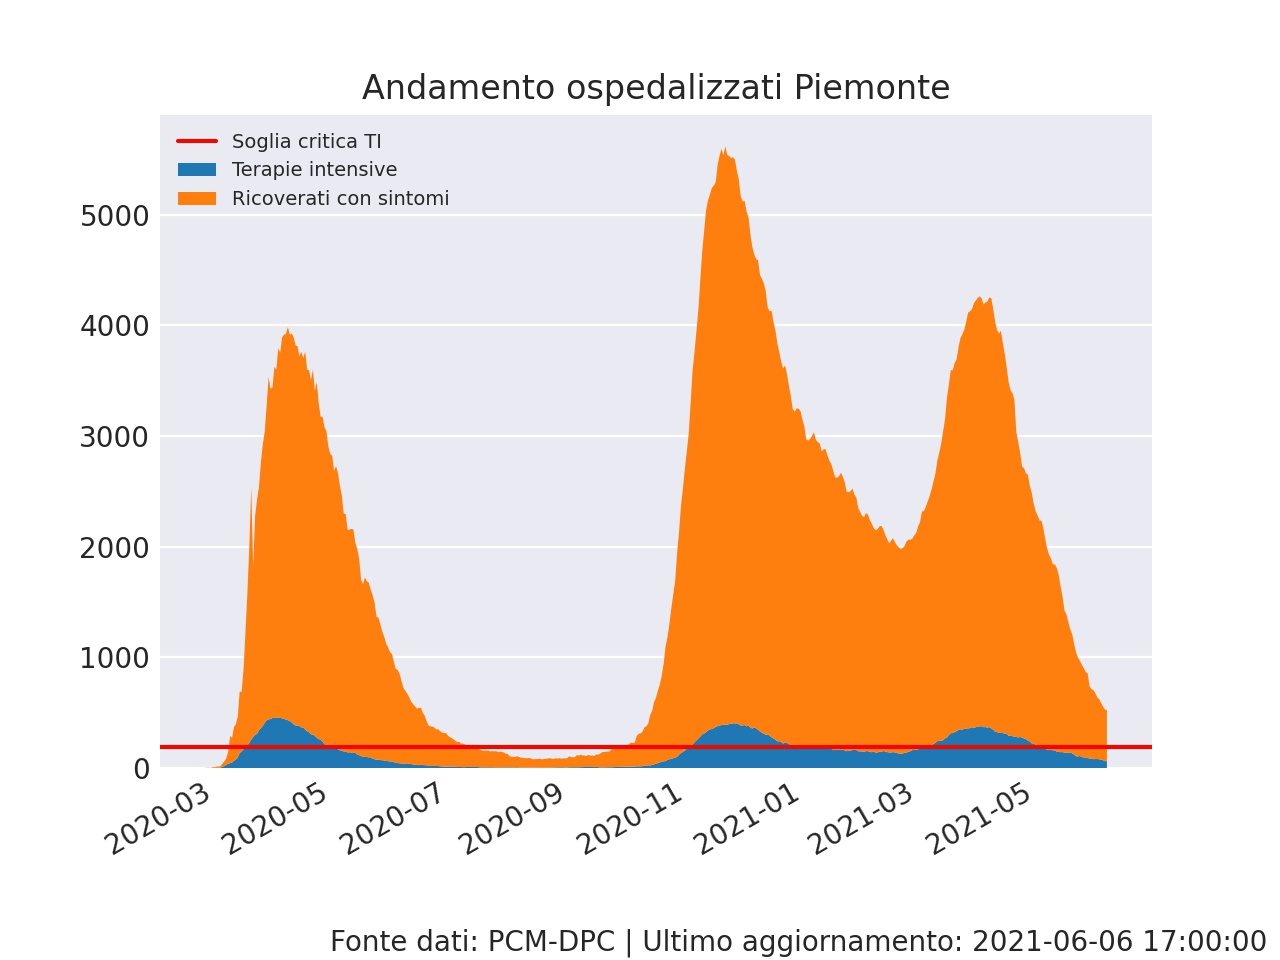 Andamento ospedalizzati Piemonte
Soglia critica TI
Terapie intensive
Ricoverati con sintomi
5000
4000
3000
2000
1000
0
2020-03
2020-05
2020-07
2020-09
2020-11
2021-01
2021-03
2021-05
Fonte dati: PCM-DPC | Ultimo aggiornamento: 2021-06-06 17:00:00